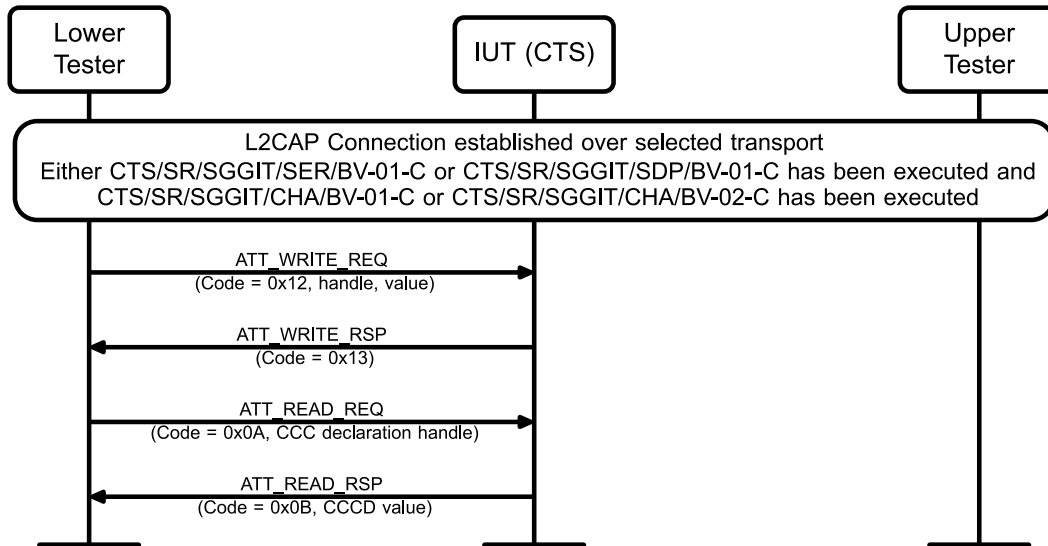 Lower
Tester
IUT (CTS)
Upper
Tester
L2CAP Connection established over selected transport
Either CTS/SR/SGGIT/SER/BV-01-C or CTS/SR/SGGIT/SDP/BV-01-C has been executed and
CTS/SR/SGGIT/CHA/BV-01-C or CTS/SR/SGGIT/CHA/BV-02-C has been executed
ATT_WRITE_REQ
(Code = 0x12, handle, value)
ATT_WRITE_RSP
(Code = 0x13)
ATT_READ_REQ
(Code = 0x0A, CCC declaration handle)
ATT_READ_RSP
(Code = 0x0B, CCCD value)